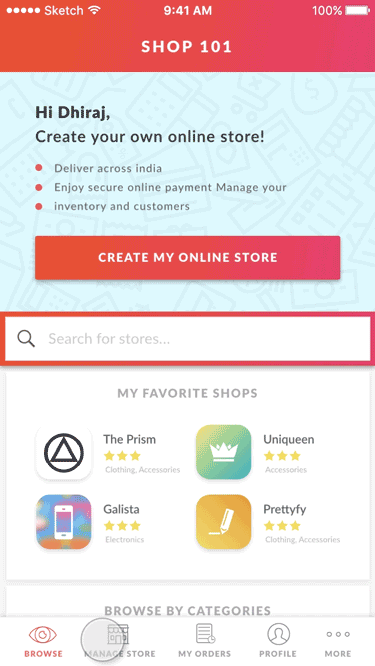 Sketch 9:41 AM 100%
SHOP 101
Hi Dhiraj,
Create your own online store!
Deliver across india
Enjoy secure online payment Manage your
inventory and customers
CREATE MY ONLINE STORE
Search for stores...
MY FAVORITE SHOPS
The Prism
Clothing, Accessories
Uniqueen
Accessories
Galista
Electronics
Prettyfy
Clothing, Accessories
BROWSE BY CATEGORIES
BROWSE MANAGE STORE MY ORDERS PROFILE MORE